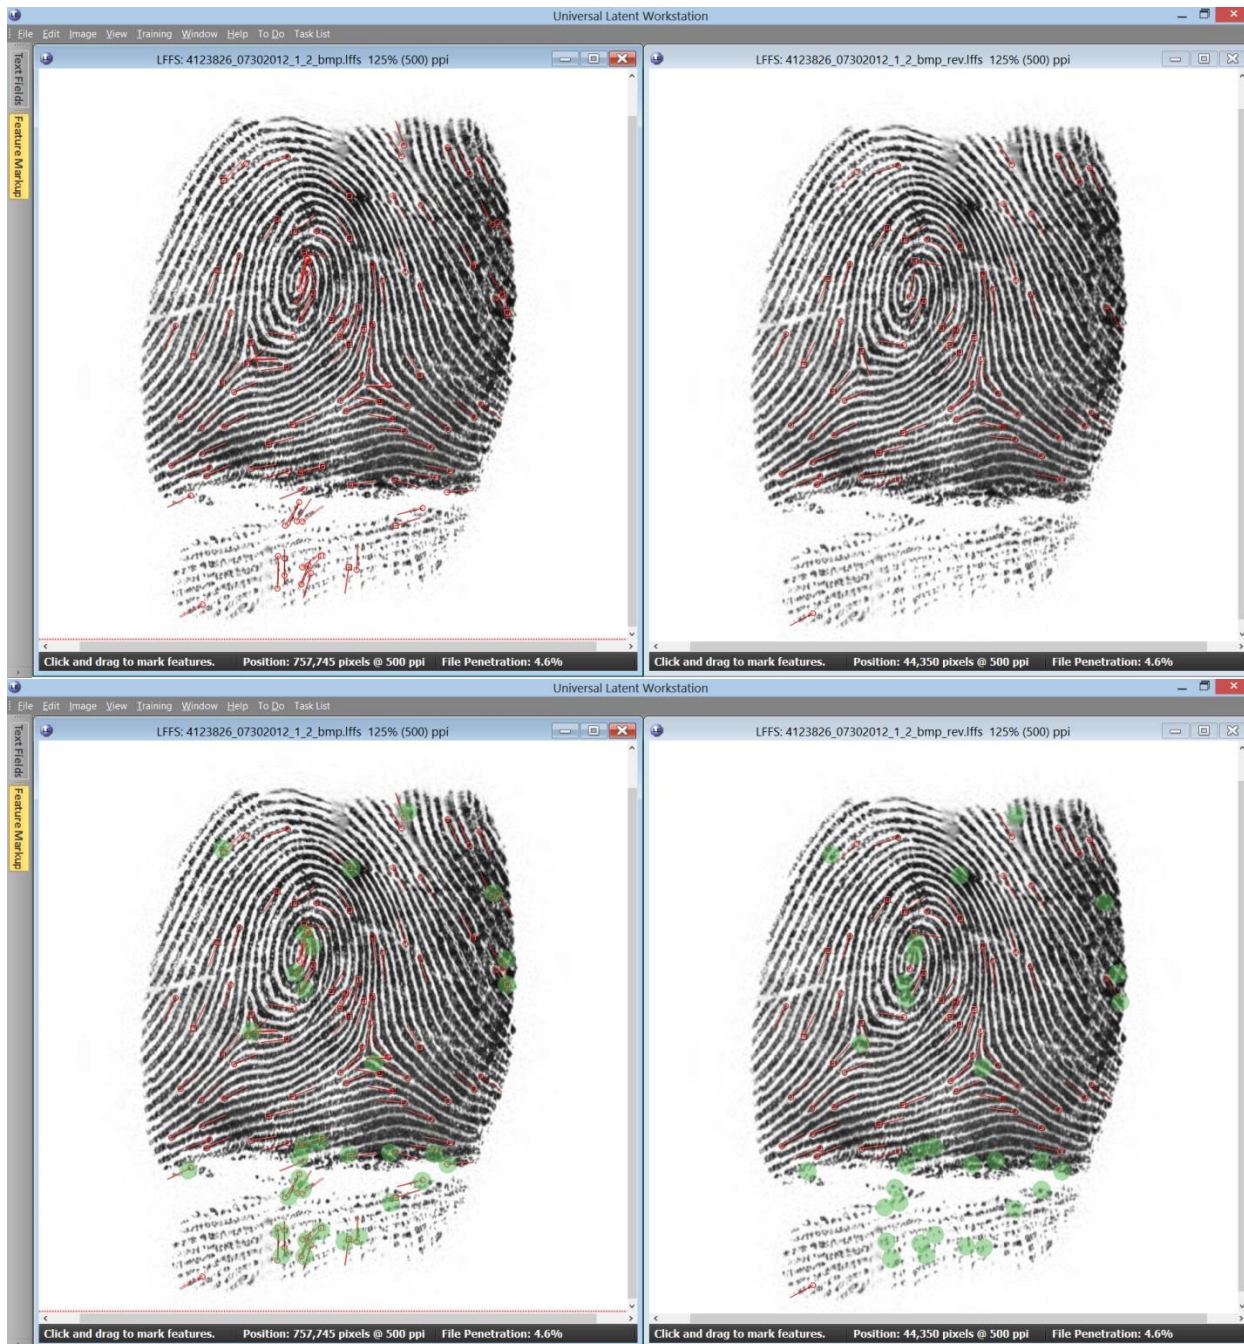 Universal Latent Workstation
File Edit Image View Training Window Help To Do Task List
Text Fields
Feature Markup
LFFS: 4123826_07302012_1_2_bmp.lffs 125% (500) ppi
LFFS: 4123826_07302012_1_2_bmp_rev.lffs 125% (500) ppi
Click and drag to mark features. Position: 757,745 pixels @ 500 ppi File Penetration: 4.6%
Click and drag to mark features. Position: 44,350 pixels @ 500 ppi File Penetration: 4.6%
Universal Latent Workstation
File Edit Image View Training Window Help To Do Task List
Text Fields
Feature Markup
LFFS: 4123826_07302012_1_2_bmp.lffs 125% (500) ppi
LFFS: 4123826_07302012_1_2_bmp_rev.lffs 125% (500) ppi
Click and drag to mark features. Position: 757,745 pixels @ 500 ppi File Penetration: 4.6%
Click and drag to mark features. Position: 44,350 pixels @ 500 ppi File Penetration: 4.6%